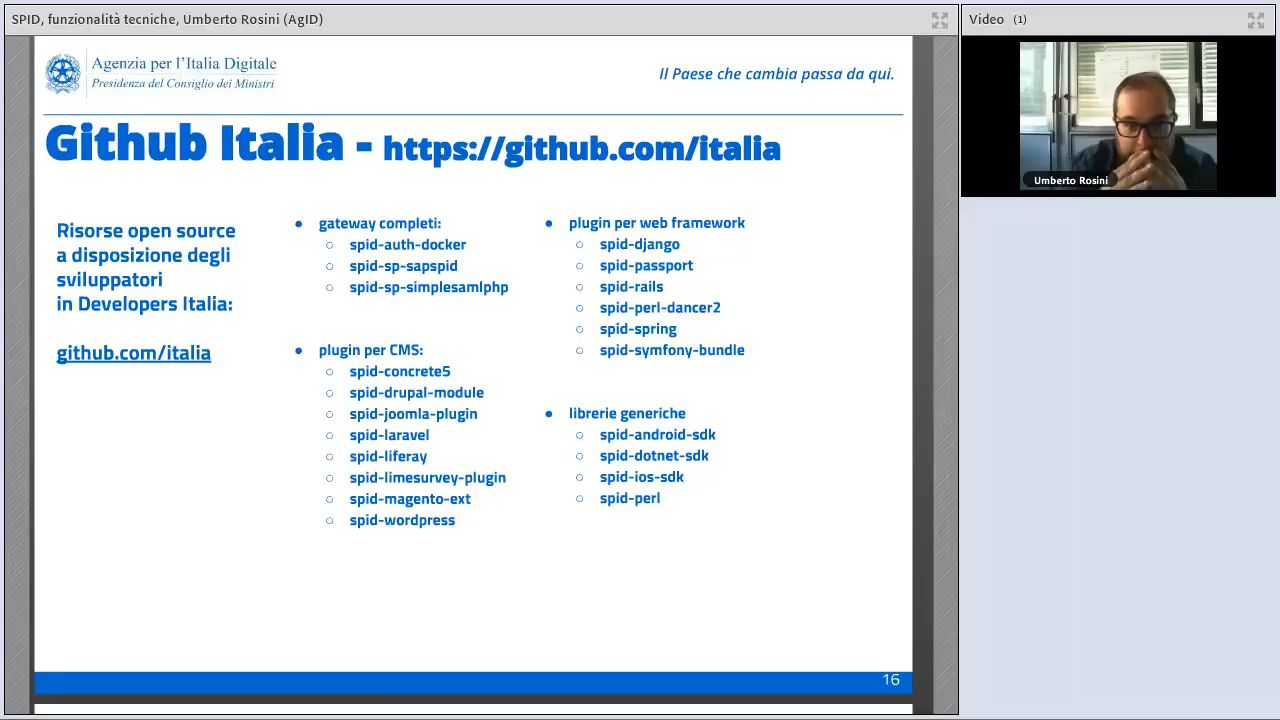 SPID, funzionalità tecniche, Umberto Rosini (AgID)
Video (1)
Agenzia per l'Italia Digitale
Presidenza del Consiglio dei Ministri
Il Paese che cambia passa da qui.
Umberto Rosini
Github Italia - https://github.com/italia
Risorse open source
a disposizione degli
sviluppatori
in Developers Italia:
github.com/italia
● gateway completi:
○ spid-auth-docker
○ spid-sp-sapspid
○ spid-sp-simplesamlphp
● plugin per CMS:
○ spid-concrete5
○ spid-drupal-module
○ spid-joomla-plugin
○ spid-laravel
○ spid-liferay
○ spid-limesurvey-plugin
○ spid-magento-ext
○ spid-wordpress
● plugin per web framework
○ spid-django
○ spid-passport
○ spid-rails
○ spid-perl-dancer2
○ spid-spring
○ spid-symfony-bundle
● librerie generiche
○ spid-android-sdk
○ spid-dotnet-sdk
○ spid-ios-sdk
○ spid-perl
16